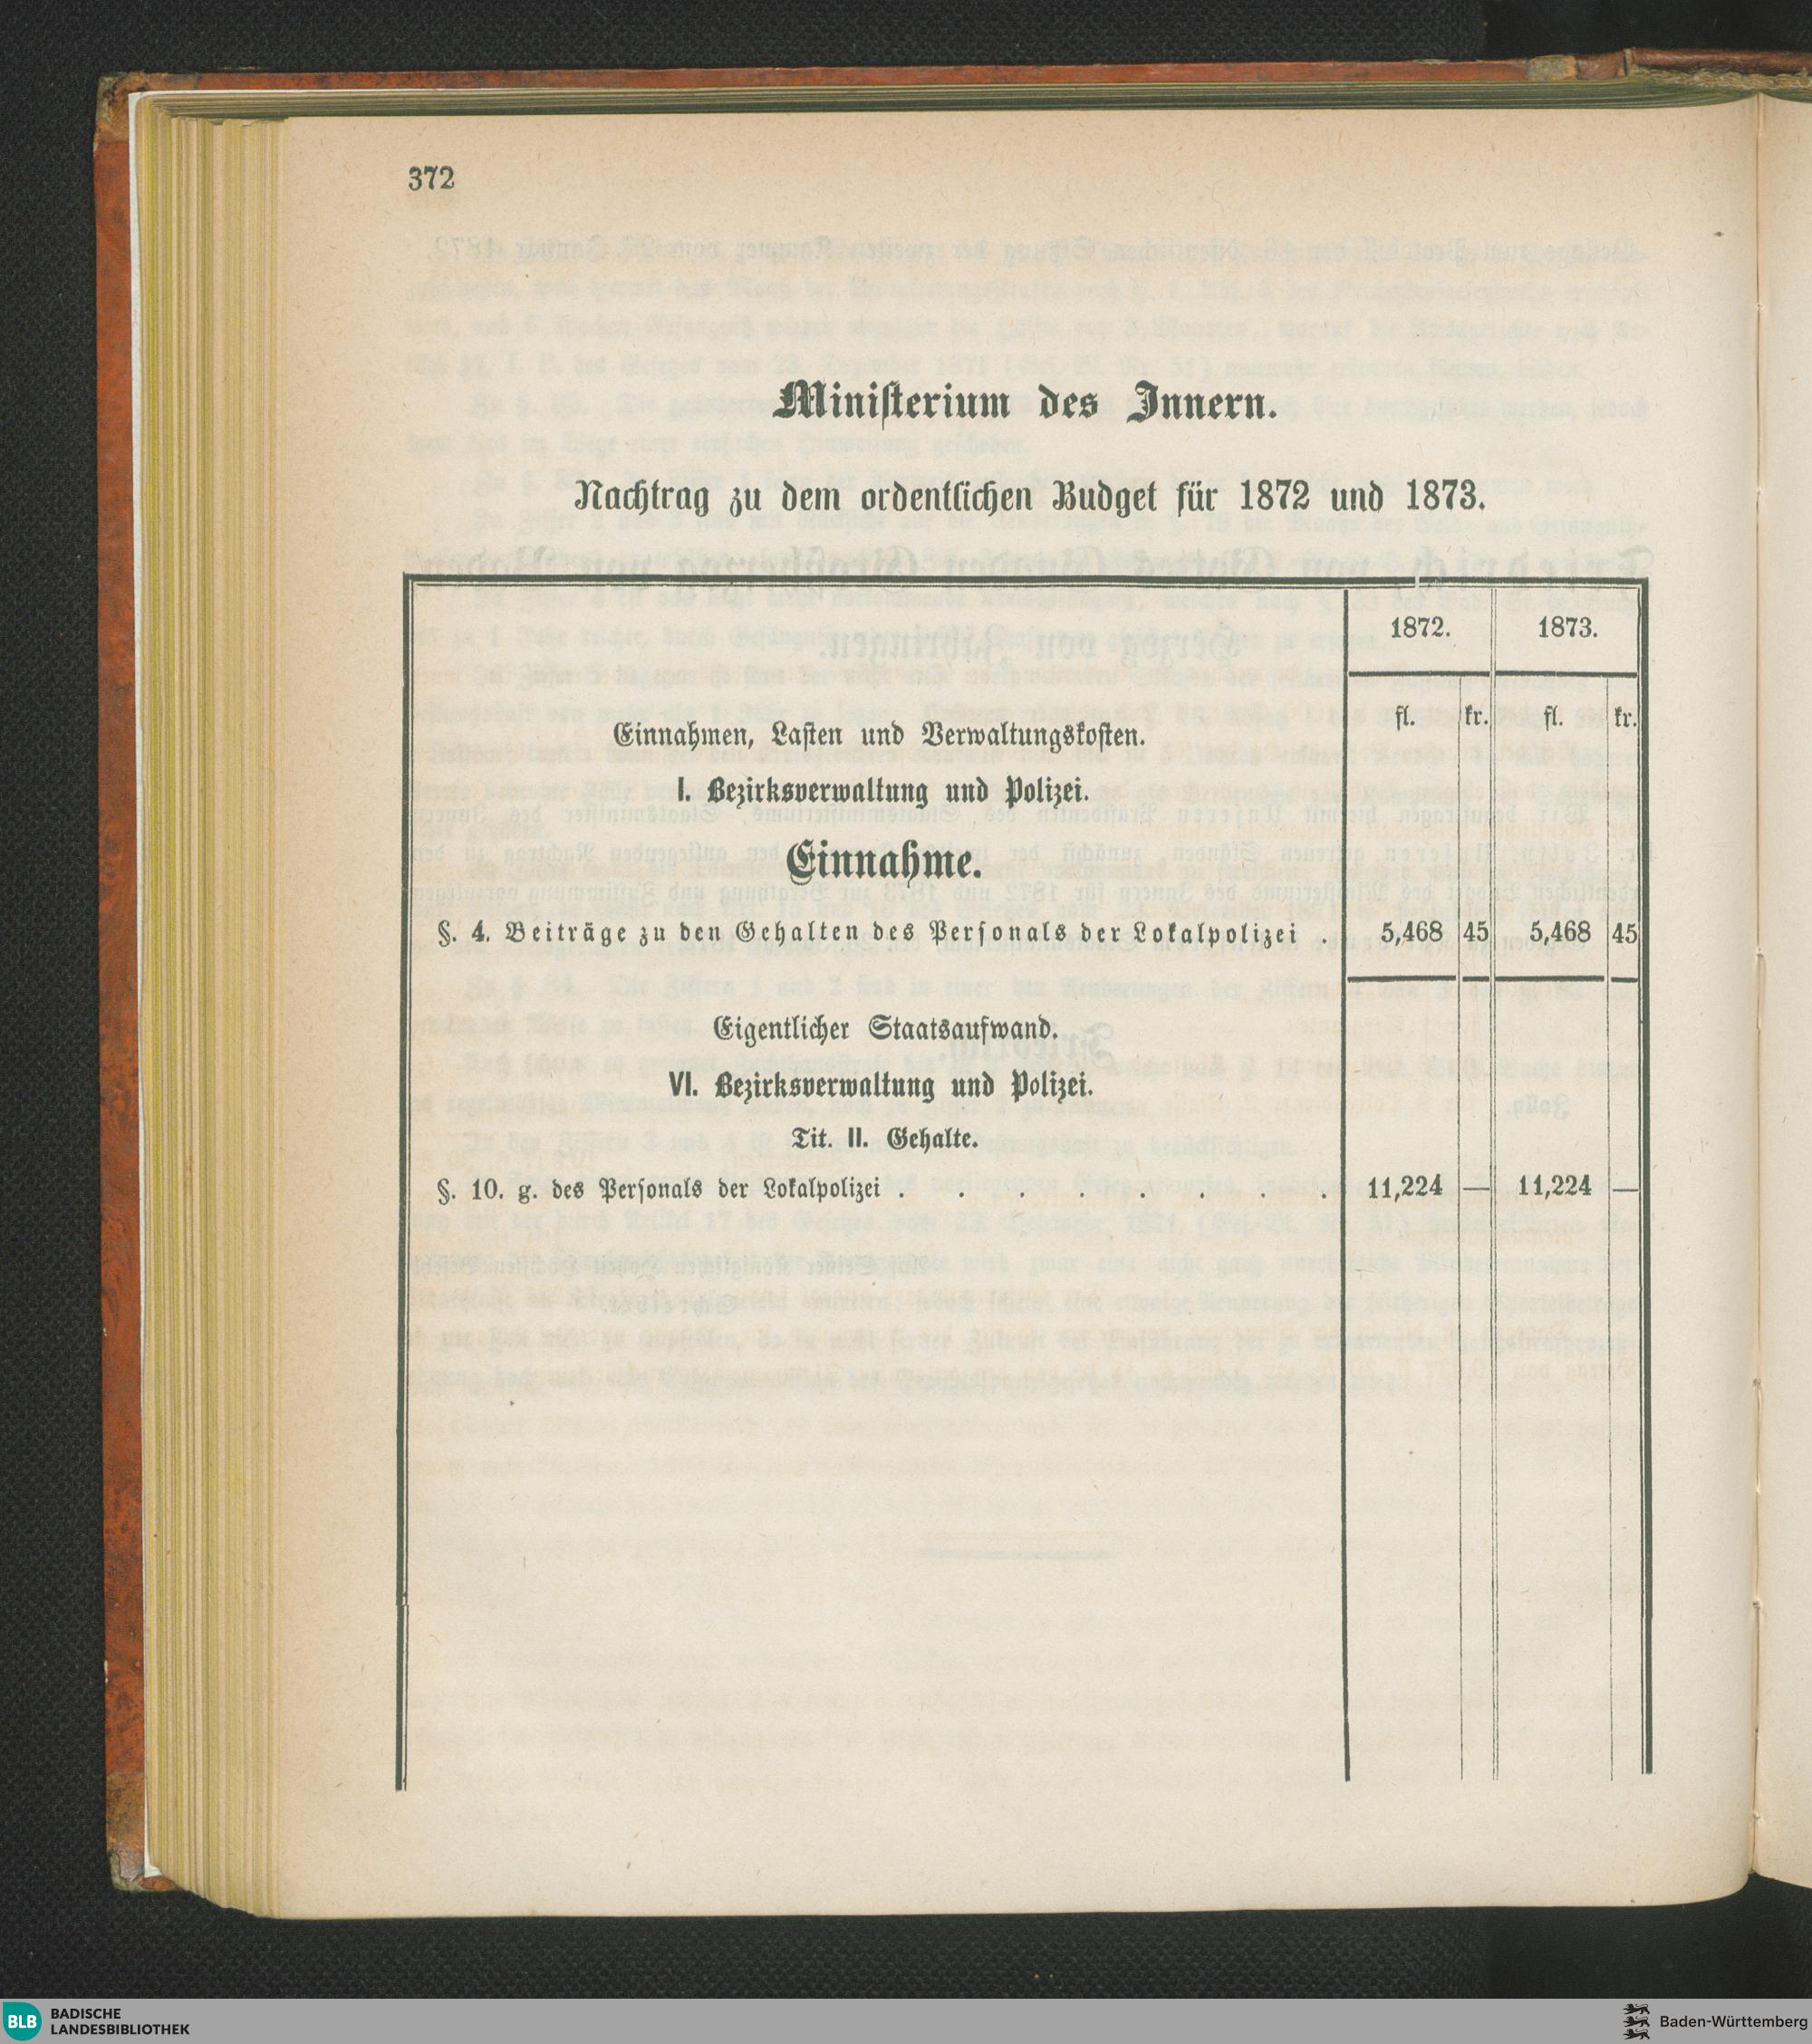 372
Ministerium des Innern.
Nachtrag zu dem ordentlichen Budget für 1872 und 1873.
1872. 1873.
fl. kr. fl. kr.
Einnahmen, Lasten und Verwaltungskosten.
I. Bezirksverwaltung und Polizei.
Einnahme.
§. 4. Beiträge zu den Gehalten des Personals der Lokalpolizei . 5,468 45 5,468 45
Eigentlicher Staatsaufwand.
VI. Bezirksverwaltung und Polizei.
Tit. II. Gehalte.
§. 10. g. des Personals der Lokalpolizei . . . . . . . . 11,224 — 11,224 —
BLB BADISCHE
LANDESBIBLIOTHEK
Baden-Württemberg